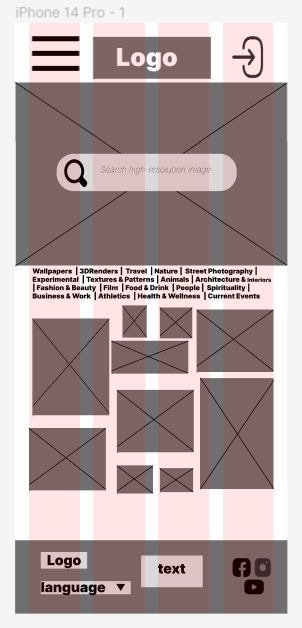 iPhone 14 Pro - 1
Logo
Search high-resolution image
Wallpapers | 3DRenders | Travel | Nature | Street Photography |
Experimental | Textures & Patterns | Animals | Architecture & Interiors
| Fashion & Beauty | Film | Food & Drink | People | Spirituality |
Business & Work | Athletics | Health & Wellness | Current Events
Logo
text
language